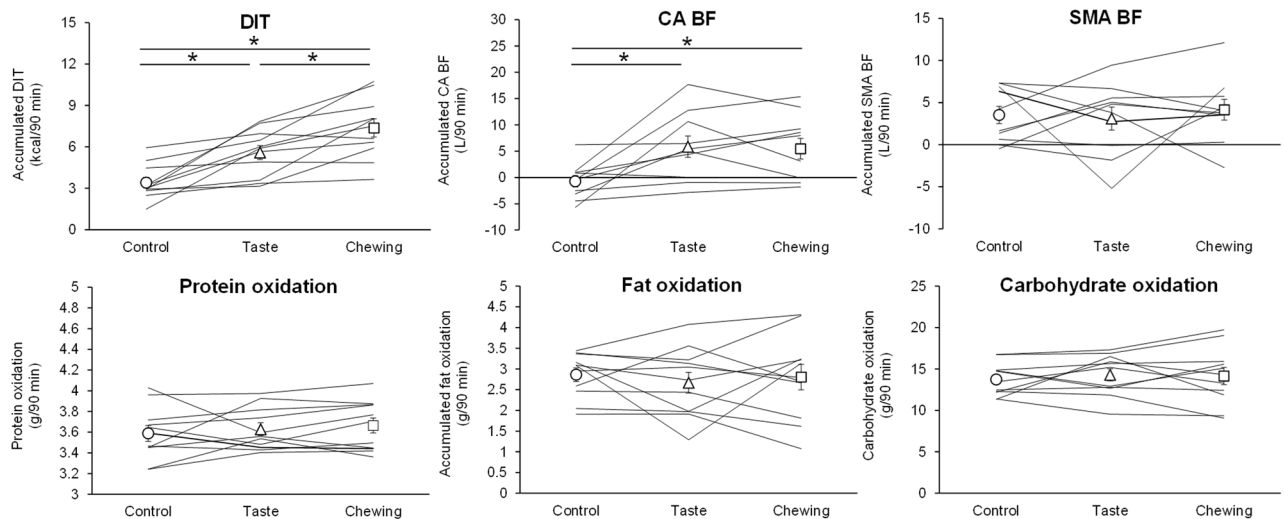 DIT
*
*
*
Accumulated DIT
(kcal/90 min)
15
12
9
6
3
0
Control
Taste
Chewing
CA BF
*
*
Accumulated CA BF
(L/90 min)
30
25
20
15
10
5
0
-5
-10
Control
Taste
Chewing
SMA BF
Accumulated SMA BF
(L/90 min)
15
10
5
0
-5
-10
Control
Taste
Chewing
Protein oxidation
Protein oxidation
(g/90 min)
5
4.8
4.6
4.4
4.2
4
3.8
3.6
3.4
3.2
3
Control
Taste
Chewing
Fat oxidation
Accumulated fat oxidation
(g/90 min)
5
4.5
4
3.5
3
2.5
2
1.5
1
0.5
0
Control
Taste
Chewing
Carbohydrate oxidation
Carbohydrate oxidation
(g/90 min)
25
20
15
10
5
0
Control
Taste
Chewing